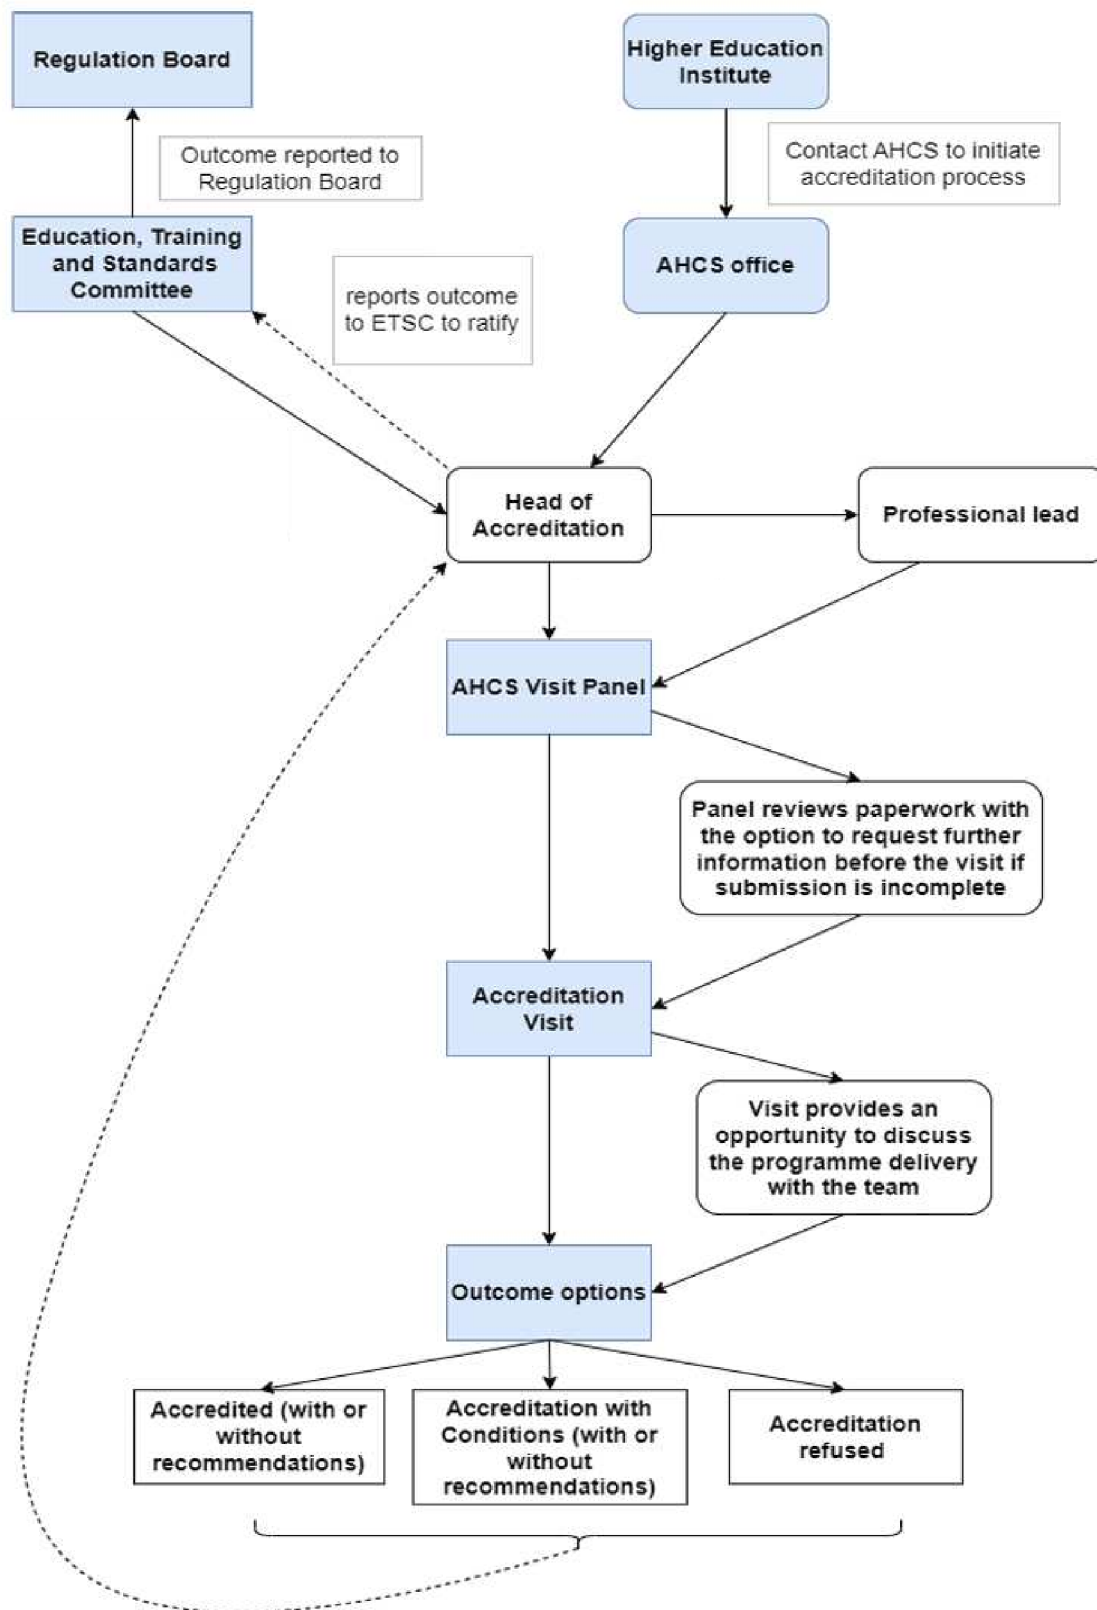 Regulation Board
Higher Education
Institute
Outcome reported to
Regulation Board
Contact AHCS to initiate
accreditation process
Education, Training
and Standards
Committee
AHCS office
reports outcome
to ETSC to ratify
Head of
Accreditation
Professional lead
AHCS Visit Panel
Panel reviews paperwork with
the option to request further
information before the visit if
submission is incomplete
Accreditation
Visit
Visit provides an
opportunity to discuss
the programme delivery
with the team
Outcome options
Accredited (with or
without
recommendations)
Accreditation with
Conditions (with or
without
recommendations)
Accreditation
refused